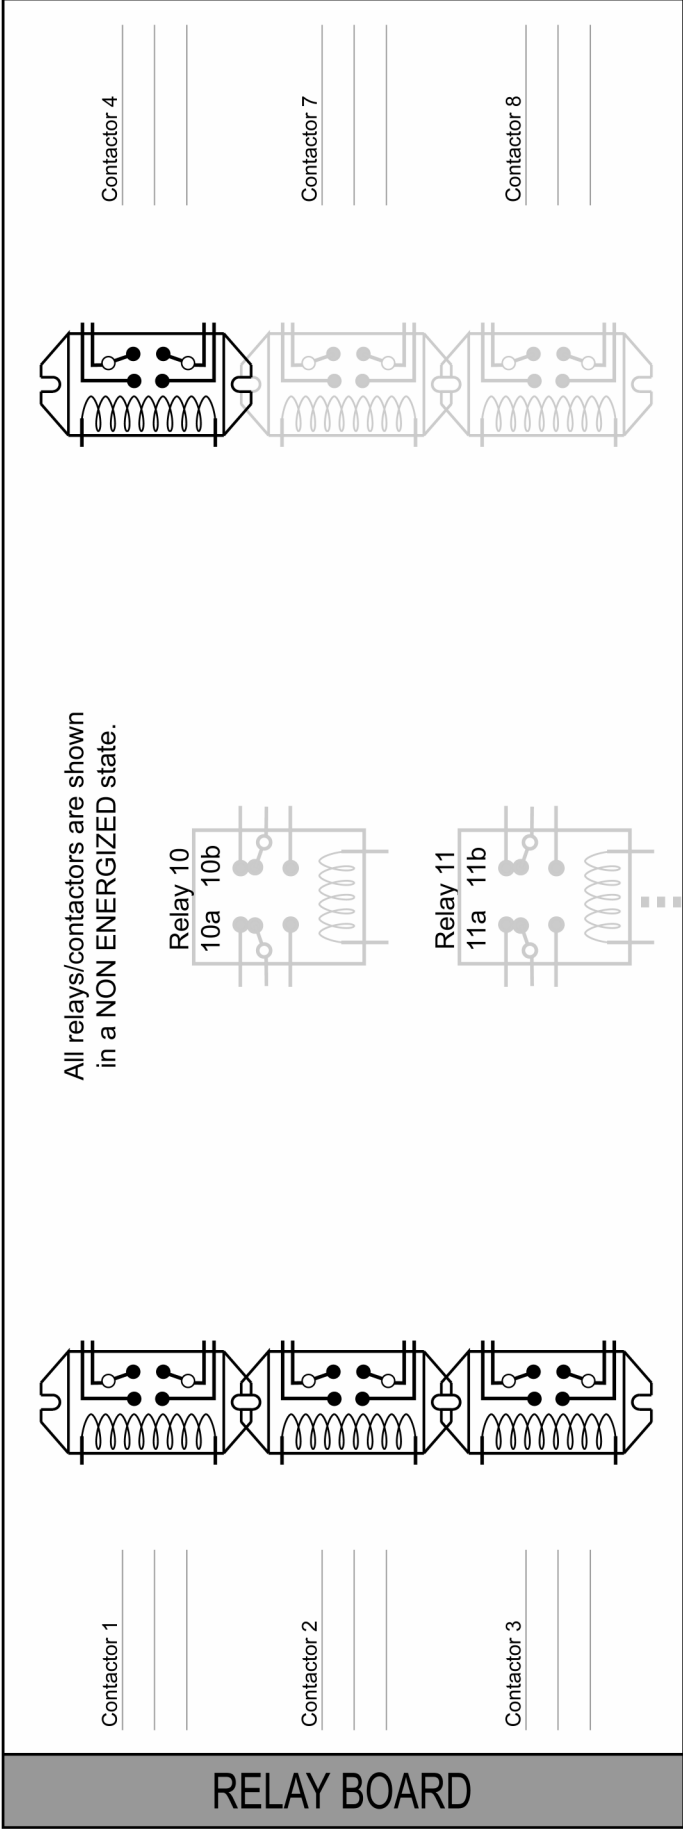 Contactor 4
Contactor 7
Contactor 8
All relays/contactors are shown
in a NON ENERGIZED state.
Relay 10
10a 10b
Relay 11
11a 11b
Contactor 1
Contactor 2
Contactor 3
RELAY BOARD